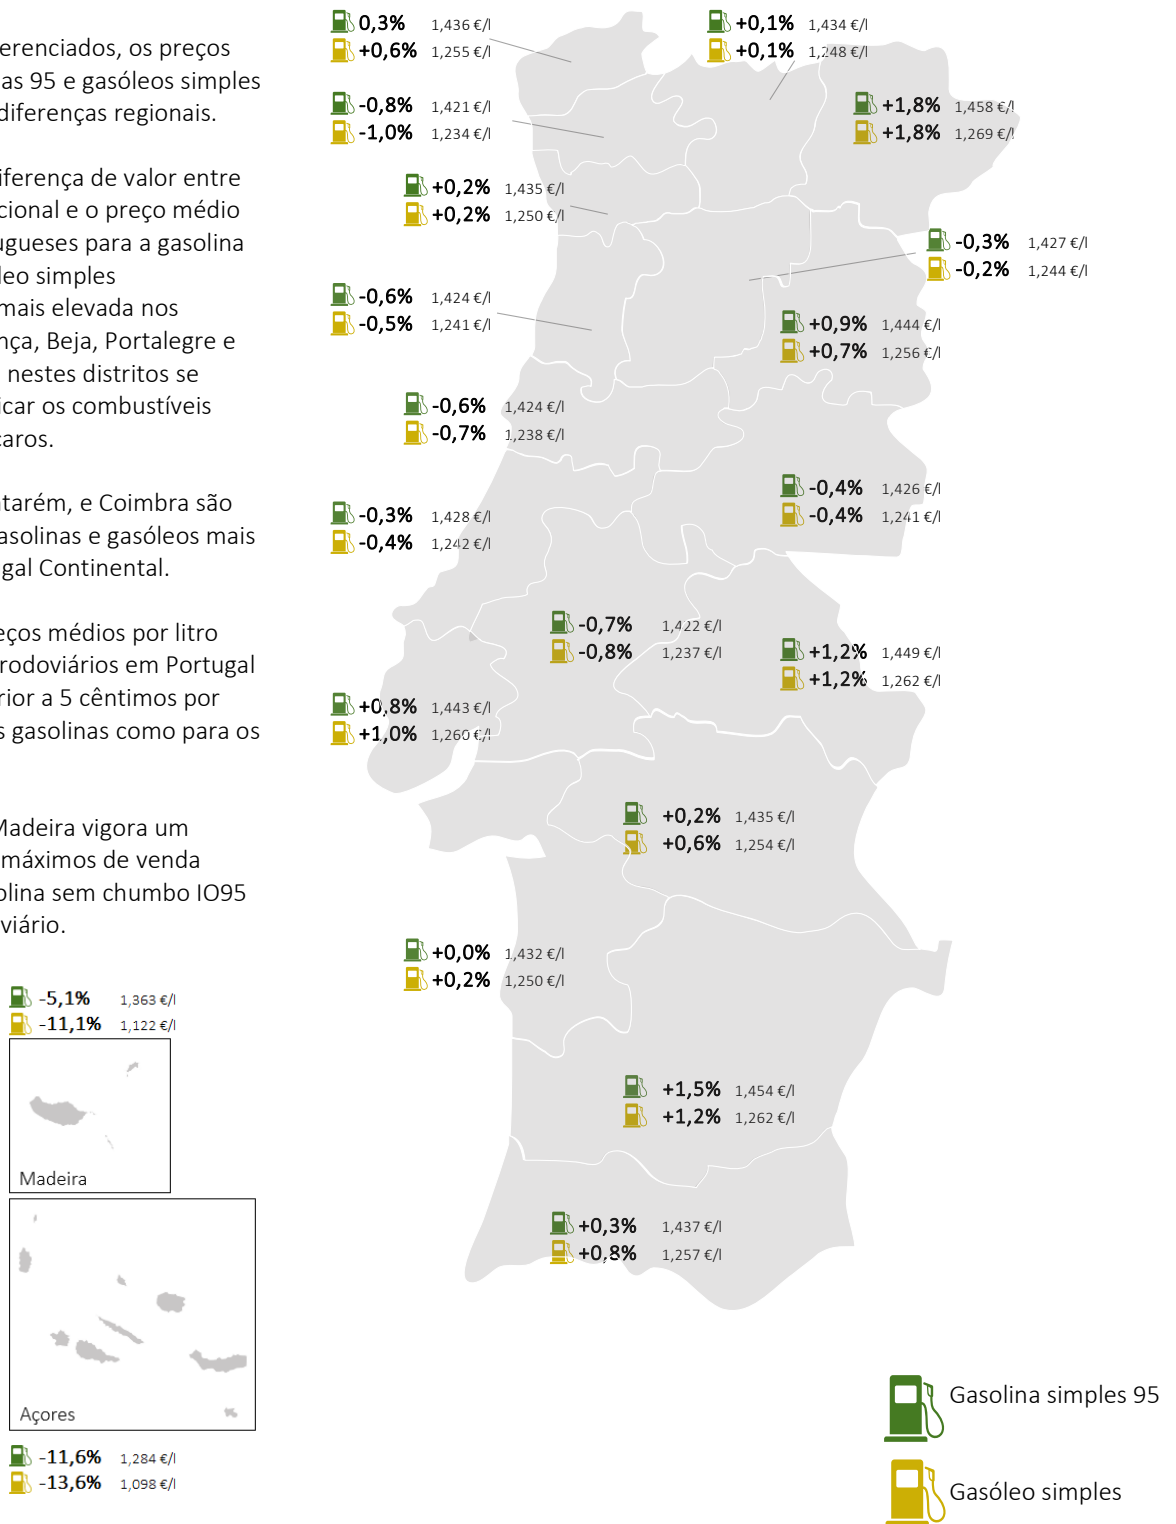 erenciados, os preços
as 95 e gasóleos simples
diferenças regionais.
iferença de valor entre
cional e o preço médio
ugueses para a gasolina
leo simples
mais elevada nos
nça, Beja, Portalegre e
nestes distritos se
icar os combustíveis
caros.
ntarém, e Coimbra são
asolinas e gasóleos mais
gal Continental.
eços médios por litro
rodoviários em Portugal
rior a 5 cêntimos por
s gasolinas como para os
Madeira vigora um
máximos de venda
olina sem chumbo IO95
viário.
-5,1% 1,363 €/l
-11,1% 1,122 €/l
Madeira
Açores
-11,6% 1,284 €/l
-13,6% 1,098 €/l
0,3% 1,436 €/l
+0,6% 1,255 €/l
+0,1% 1,434 €/l
+0,1% 1,248 €/l
-0,8% 1,421 €/l
-1,0% 1,234 €/l
+1,8% 1,458 €/l
+1,8% 1,269 €/l
+0,2% 1,435 €/l
+0,2% 1,250 €/l
-0,3% 1,427 €/l
-0,2% 1,244 €/l
-0,6% 1,424 €/l
-0,5% 1,241 €/l
+0,9% 1,444 €/l
+0,7% 1,256 €/l
-0,6% 1,424 €/l
-0,7% 1,238 €/l
-0,4% 1,426 €/l
-0,4% 1,241 €/l
-0,3% 1,428 €/l
-0,4% 1,242 €/l
-0,7% 1,422 €/l
-0,8% 1,237 €/l
+1,2% 1,449 €/l
+1,2% 1,262 €/l
+0,8% 1,443 €/l
+1,0% 1,260 €/l
+0,2% 1,435 €/l
+0,6% 1,254 €/l
+0,0% 1,432 €/l
+0,2% 1,250 €/l
+1,5% 1,454 €/l
+1,2% 1,262 €/l
+0,3% 1,437 €/l
+0,8% 1,257 €/l
Gasolina simples 95
Gasóleo simples